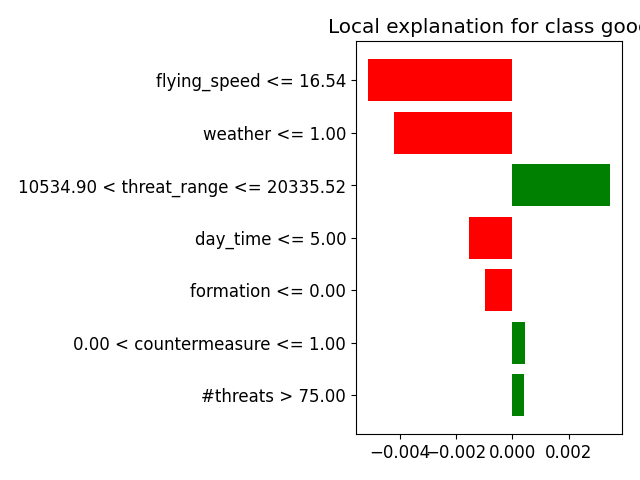 Local explanation for class goo
flying_speed <= 16.54
weather <= 1.00
10534.90 < threat_range <= 20335.52
day_time <= 5.00
formation <= 0.00
0.00 < countermeasure <= 1.00
#threats > 75.00
−0.004 −0.002 0.000 0.002